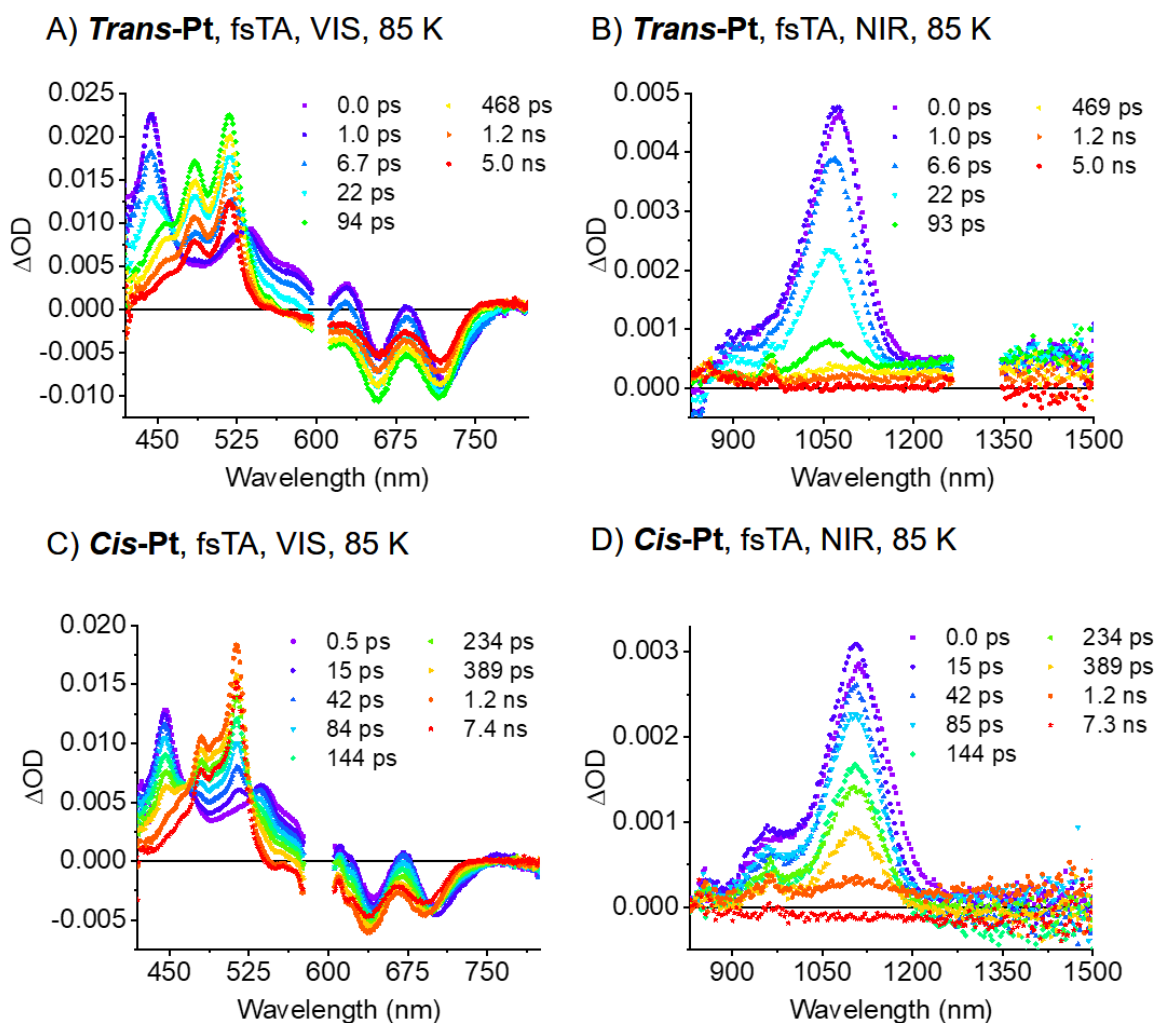 A) Trans-Pt, fsTA, VIS, 85 K
0.025
0.020
0.015
0.010
0.005
0.000
-0.005
-0.010
ΔOD
0.0 ps
1.0 ps
6.7 ps
22 ps
94 ps
468 ps
1.2 ns
5.0 ns
450 525 600 675 750
Wavelength (nm)
B) Trans-Pt, fsTA, NIR, 85 K
0.005
0.004
0.003
0.002
0.001
0.000
ΔOD
0.0 ps
1.0 ps
6.6 ps
22 ps
93 ps
469 ps
1.2 ns
5.0 ns
900 1050 1200 1350 1500
Wavelength (nm)
C) Cis-Pt, fsTA, VIS, 85 K
0.020
0.015
0.010
0.005
0.000
-0.005
ΔOD
0.5 ps
15 ps
42 ps
84 ps
144 ps
234 ps
389 ps
1.2 ns
7.4 ns
450 525 600 675 750
Wavelength (nm)
D) Cis-Pt, fsTA, NIR, 85 K
0.003
0.002
0.001
0.000
ΔOD
0.0 ps
15 ps
42 ps
85 ps
144 ps
234 ps
389 ps
1.2 ns
7.3 ns
900 1050 1200 1350 1500
Wavelength (nm)